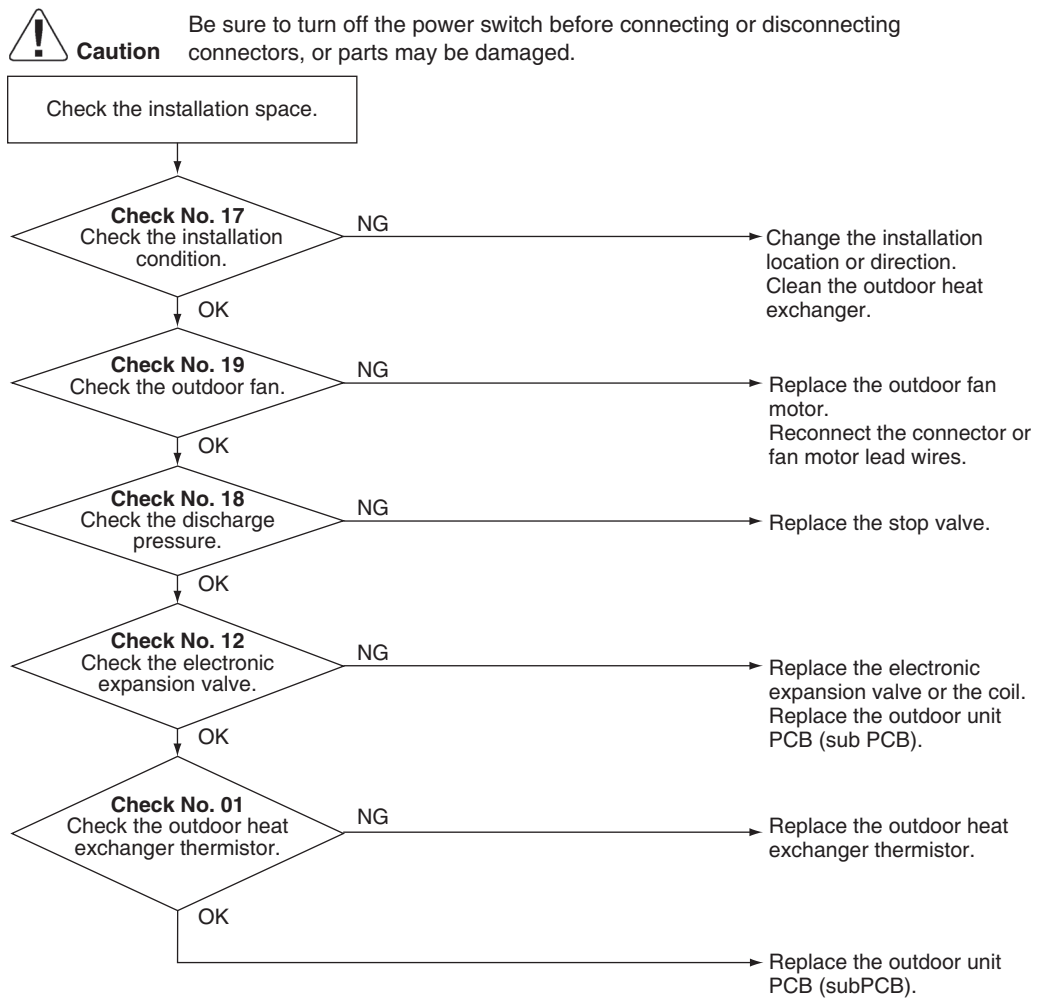 Be sure to turn off the power switch before connecting or disconnecting
Caution connectors, or parts may be damaged.
Check the installation space.
Check No. 17
Check the installation
condition.
NG
Change the installation
location or direction.
Clean the outdoor heat
exchanger.
OK
Check No. 19
Check the outdoor fan.
NG
Replace the outdoor fan
motor.
Reconnect the connector or
fan motor lead wires.
OK
Check No. 18
Check the discharge
pressure.
NG
Replace the stop valve.
OK
Check No. 12
Check the electronic
expansion valve.
NG
Replace the electronic
expansion valve or the coil.
Replace the outdoor unit
PCB (sub PCB).
OK
Check No. 01
Check the outdoor heat
exchanger thermistor.
NG
Replace the outdoor heat
exchanger thermistor.
OK
Replace the outdoor unit
PCB (subPCB).